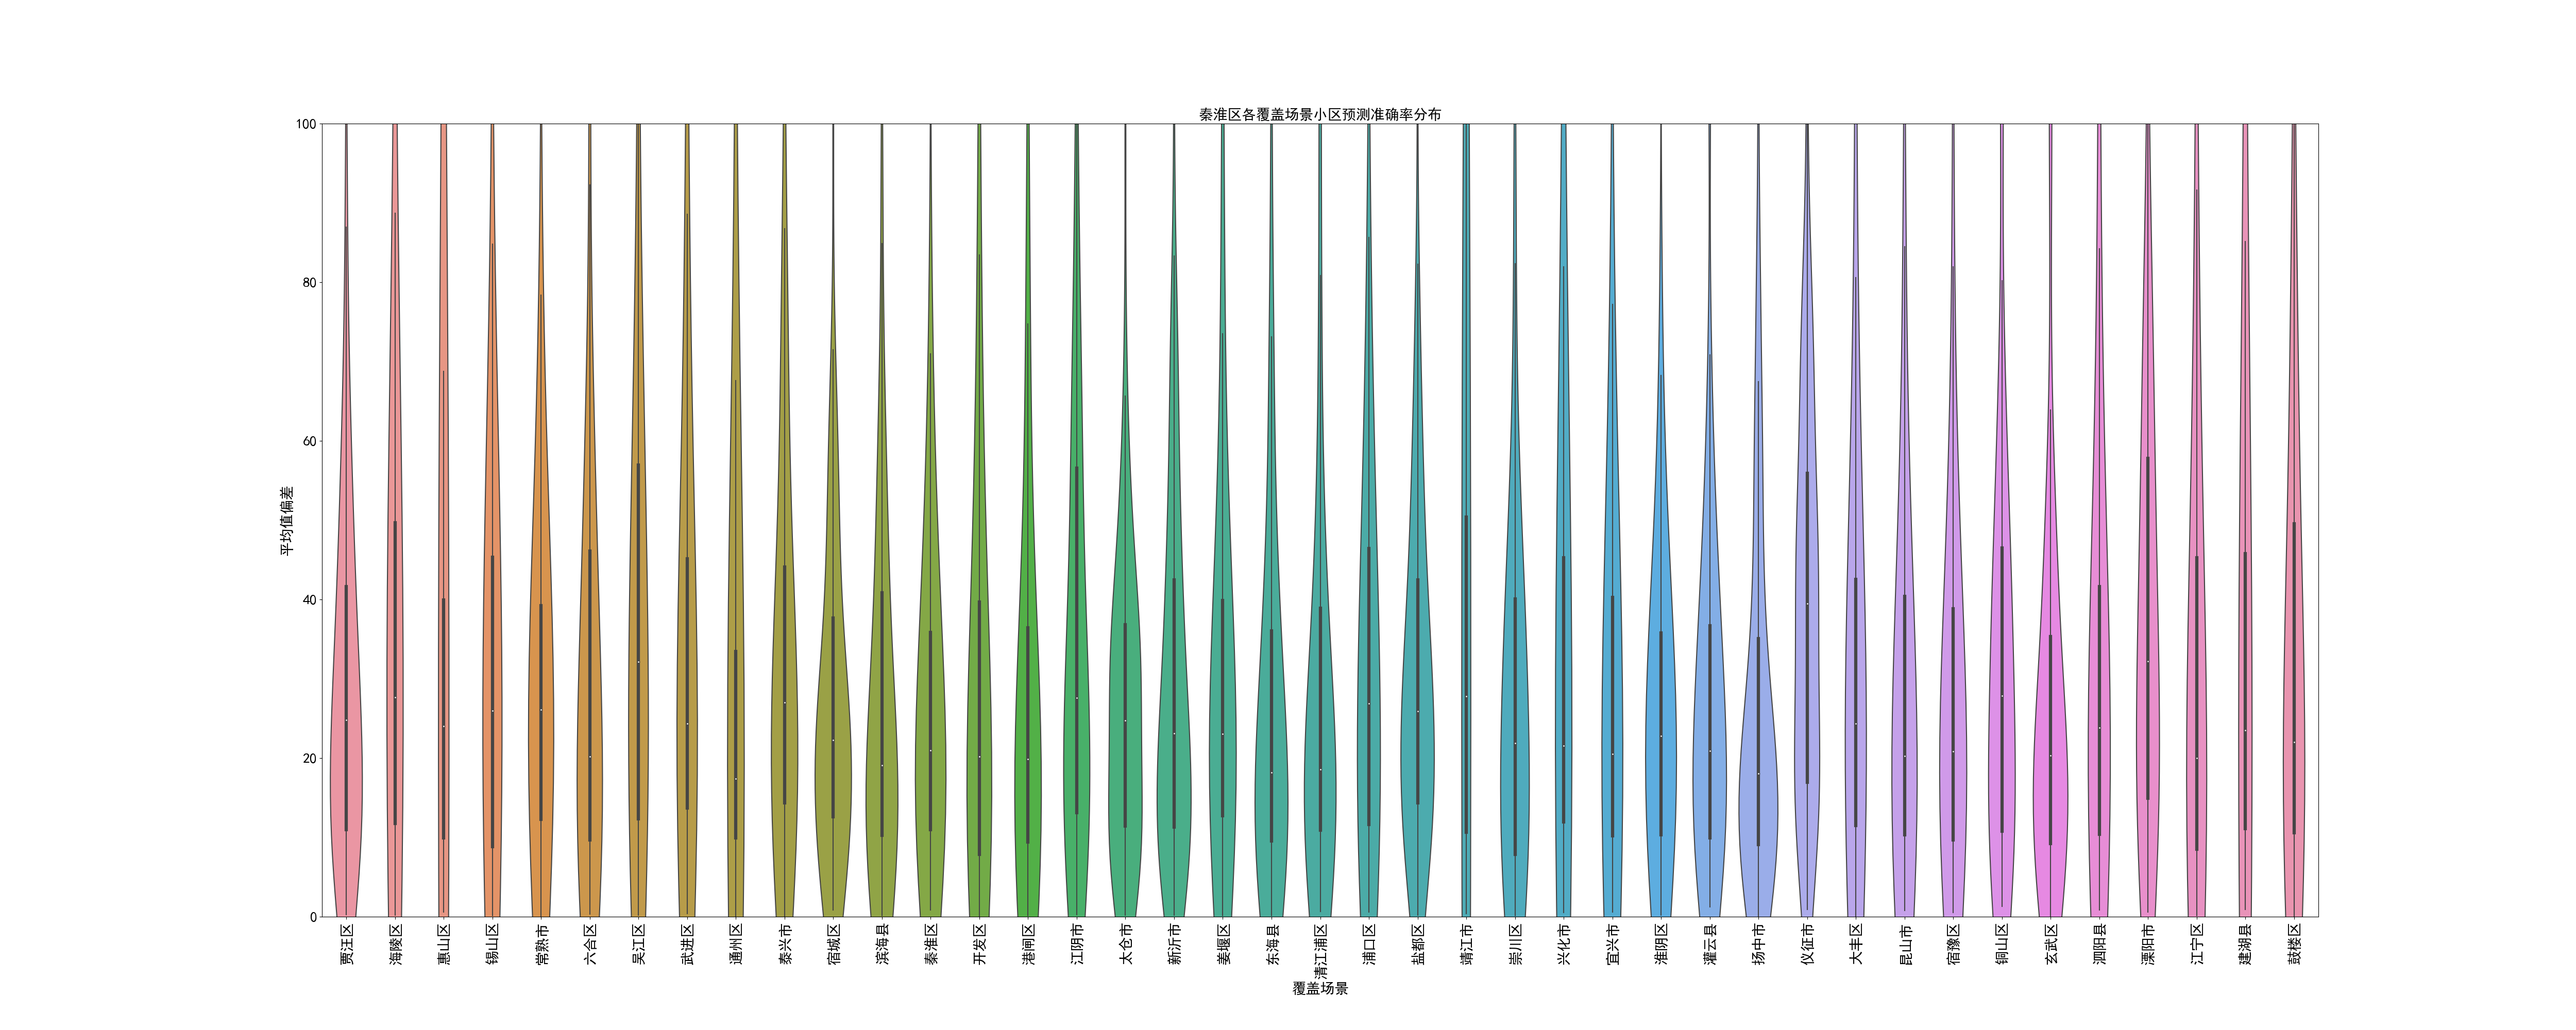 秦淮区各覆盖场景小区预测准确率分布
100
80
60
40
20
0
平均值偏差
贾汪区
海陵区
惠山区
锡山区
常熟市
六合区
吴江区
武进区
通州区
泰兴市
宿城区
滨海县
秦淮区
开发区
港闸区
江阴市
太仓市
新沂市
姜堰区
东海县
清江浦区
浦口区
盐都区
靖江市
崇川区
兴化市
宜兴市
淮阴区
灌云县
扬中市
仪征市
大丰区
昆山市
宿豫区
铜山区
玄武区
泗阳县
溧阳市
江宁区
建湖县
鼓楼区
覆盖场景